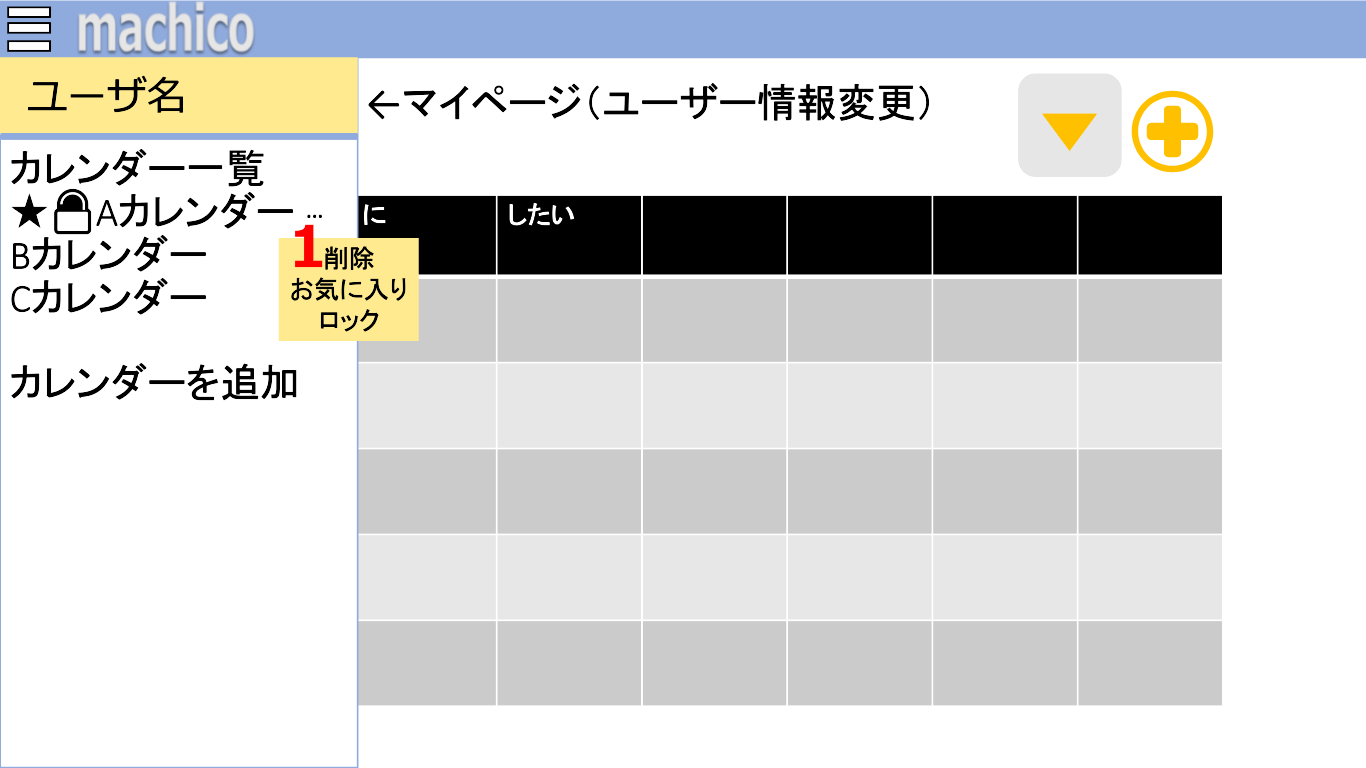 machico
ユーザ名
←マイページ（ユーザー情報変更）
カレンダー一覧
★Aカレンダー …
Bカレンダー
Cカレンダー
カレンダーを追加
1削除
お気に入り
ロック
に
したい